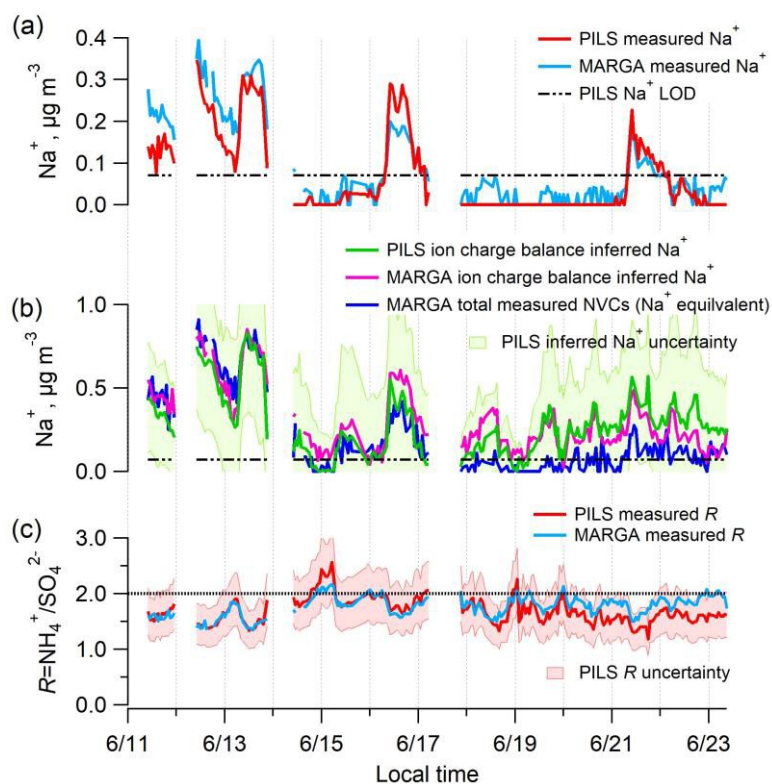 (a)
PILS measured Na⁺
MARGA measured Na⁺
PILS Na⁺ LOD
Na⁺, µg m⁻³
0.4
0.3
0.2
0.1
0.0
(b)
PILS ion charge balance inferred Na⁺
MARGA ion charge balance inferred Na⁺
MARGA total measured NVCs (Na⁺ equilvalent)
PILS inferred Na⁺ uncertainty
Na⁺, µg m⁻³
1.0
0.5
0.0
(c)
PILS measured R
MARGA measured R
PILS R uncertainty
R=NH₄⁺/SO₄²⁻
3.0
2.0
1.0
0.0
6/11 6/13 6/15 6/17 6/19 6/21 6/23
Local time